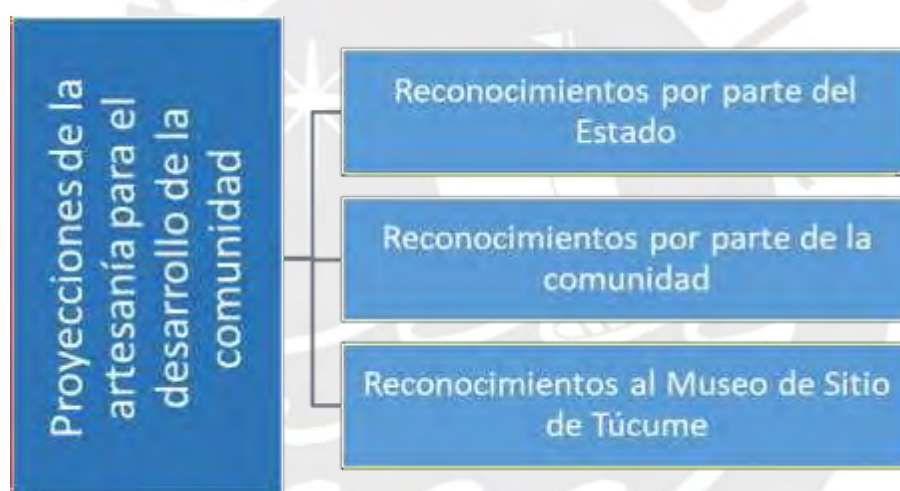 Proyecciones de la
artesanía para el
desarrollo de la
comunidad
Reconocimientos por parte del
Estado
Reconocimientos por parte de la
comunidad
Reconocimientos al Museo de Sitio
de Túcume